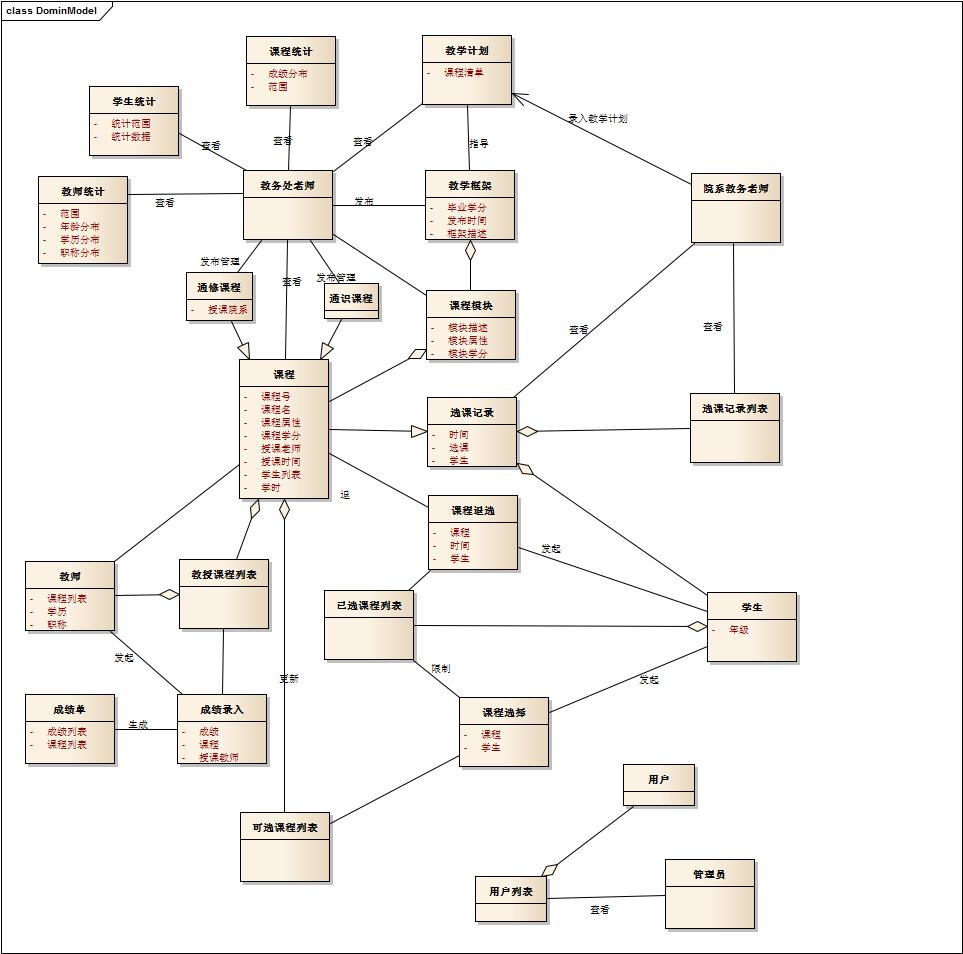 class DominModel
课程统计
- 成绩分布
- 范围
教学计划
- 课程清单
学生统计
- 统计范围
- 统计数据
录入教学计划
查看
查看
查看
指导
教师统计
- 范围
- 年龄分布
- 学历分布
- 职称分布
查看
教务处老师
发布
教学框架
- 毕业学分
- 发布时间
- 框架描述
院系教务老师
发布管理
查看
发布管理
通修课程
- 授课院系
通识课程
课程模块
- 模块描述
- 模块属性
- 模块学分
查看
查看
课程
- 课程号
- 课程名
- 课程属性
- 课程学分
- 授课老师
- 授课时间
- 学生列表
- 学时
选课记录
- 时间
- 选课
- 学生
选课记录列表
退
课程退选
- 课程
- 时间
- 学生
发起
教师
- 课程列表
- 学历
- 职称
教授课程列表
已选课程列表
学生
- 年级
发起
限制
发起
更新
成绩单
- 成绩列表
- 课程列表
生成
成绩录入
- 成绩
- 课程
- 授课教师
课程选择
- 课程
- 学生
可选课程列表
用户
用户列表
查看
管理员